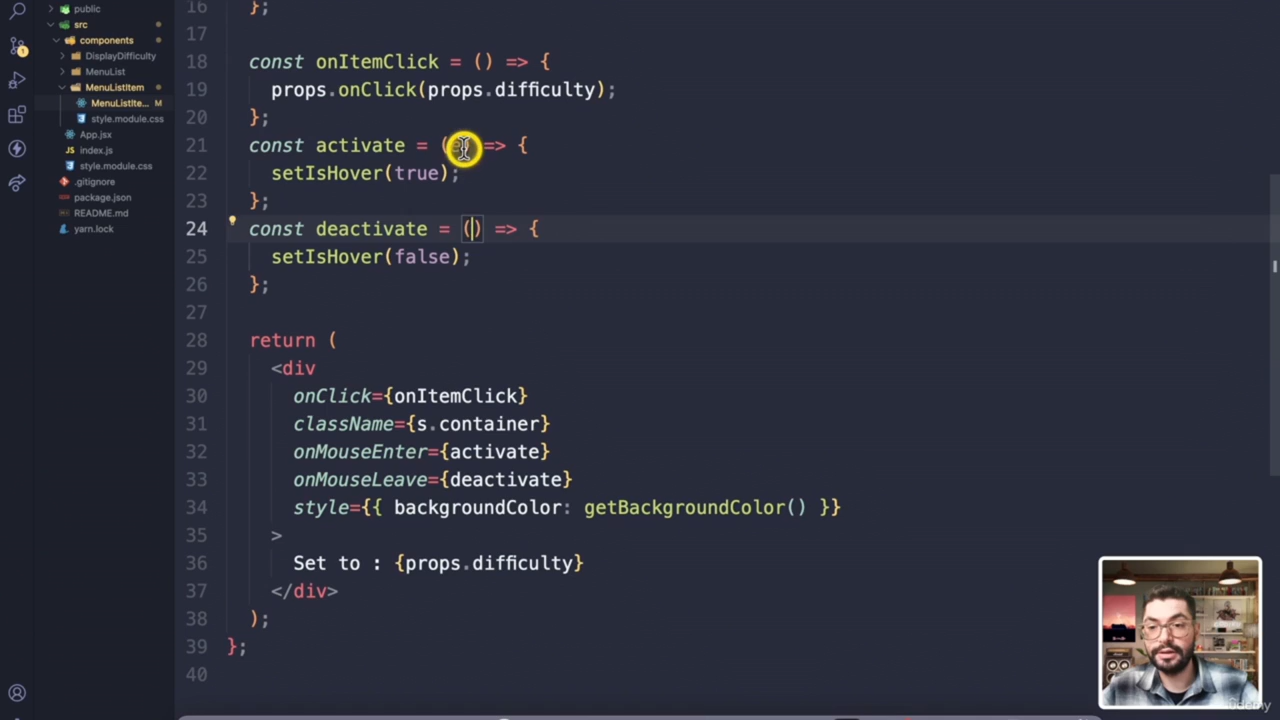 public
src
components
DisplayDifficulty
MenuList
MenuListItem
MenuListIte... M
style.module.css
App.jsx
index.js
style.module.css
.gitignore
package.json
README.md
yarn.lock
16 };
17
18 const onItemClick = () => {
19 props.onClick(props.difficulty);
20 };
21 const activate = ( => {
22 setIsHover(true);
23 };
24 const deactivate = () => {
25 setIsHover(false);
26 };
27
28 return (
29 <div
30 onClick={onItemClick}
31 className={s.container}
32 onMouseEnter={activate}
33 onMouseLeave={deactivate}
34 style={{ backgroundColor: getBackgroundColor() }}
35 >
36 Set to : {props.difficulty}
37 </div>
38 );
39 };
40